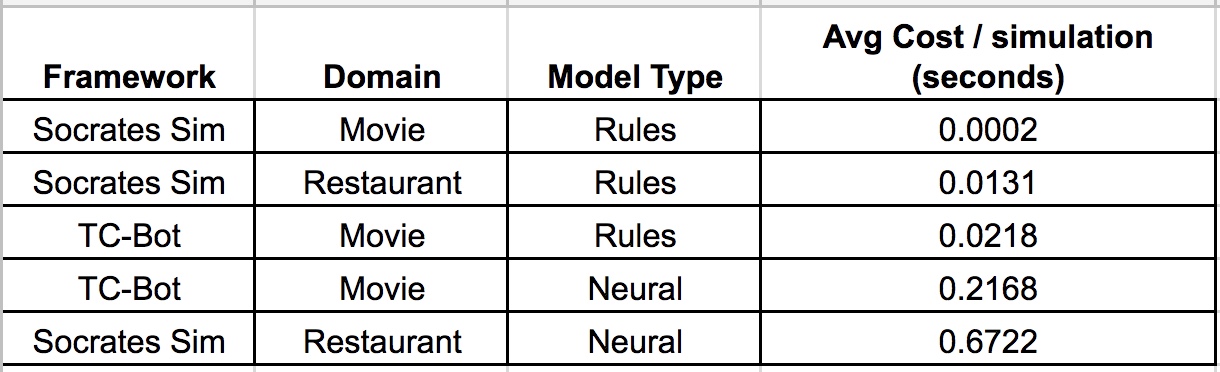 Framework Domain Model Type Avg Cost / simulation
(seconds)
Socrates Sim Movie Rules 0.0002
Socrates Sim Restaurant Rules 0.0131
TC-Bot Movie Rules 0.0218
TC-Bot Movie Neural 0.2168
Socrates Sim Restaurant Neural 0.6722